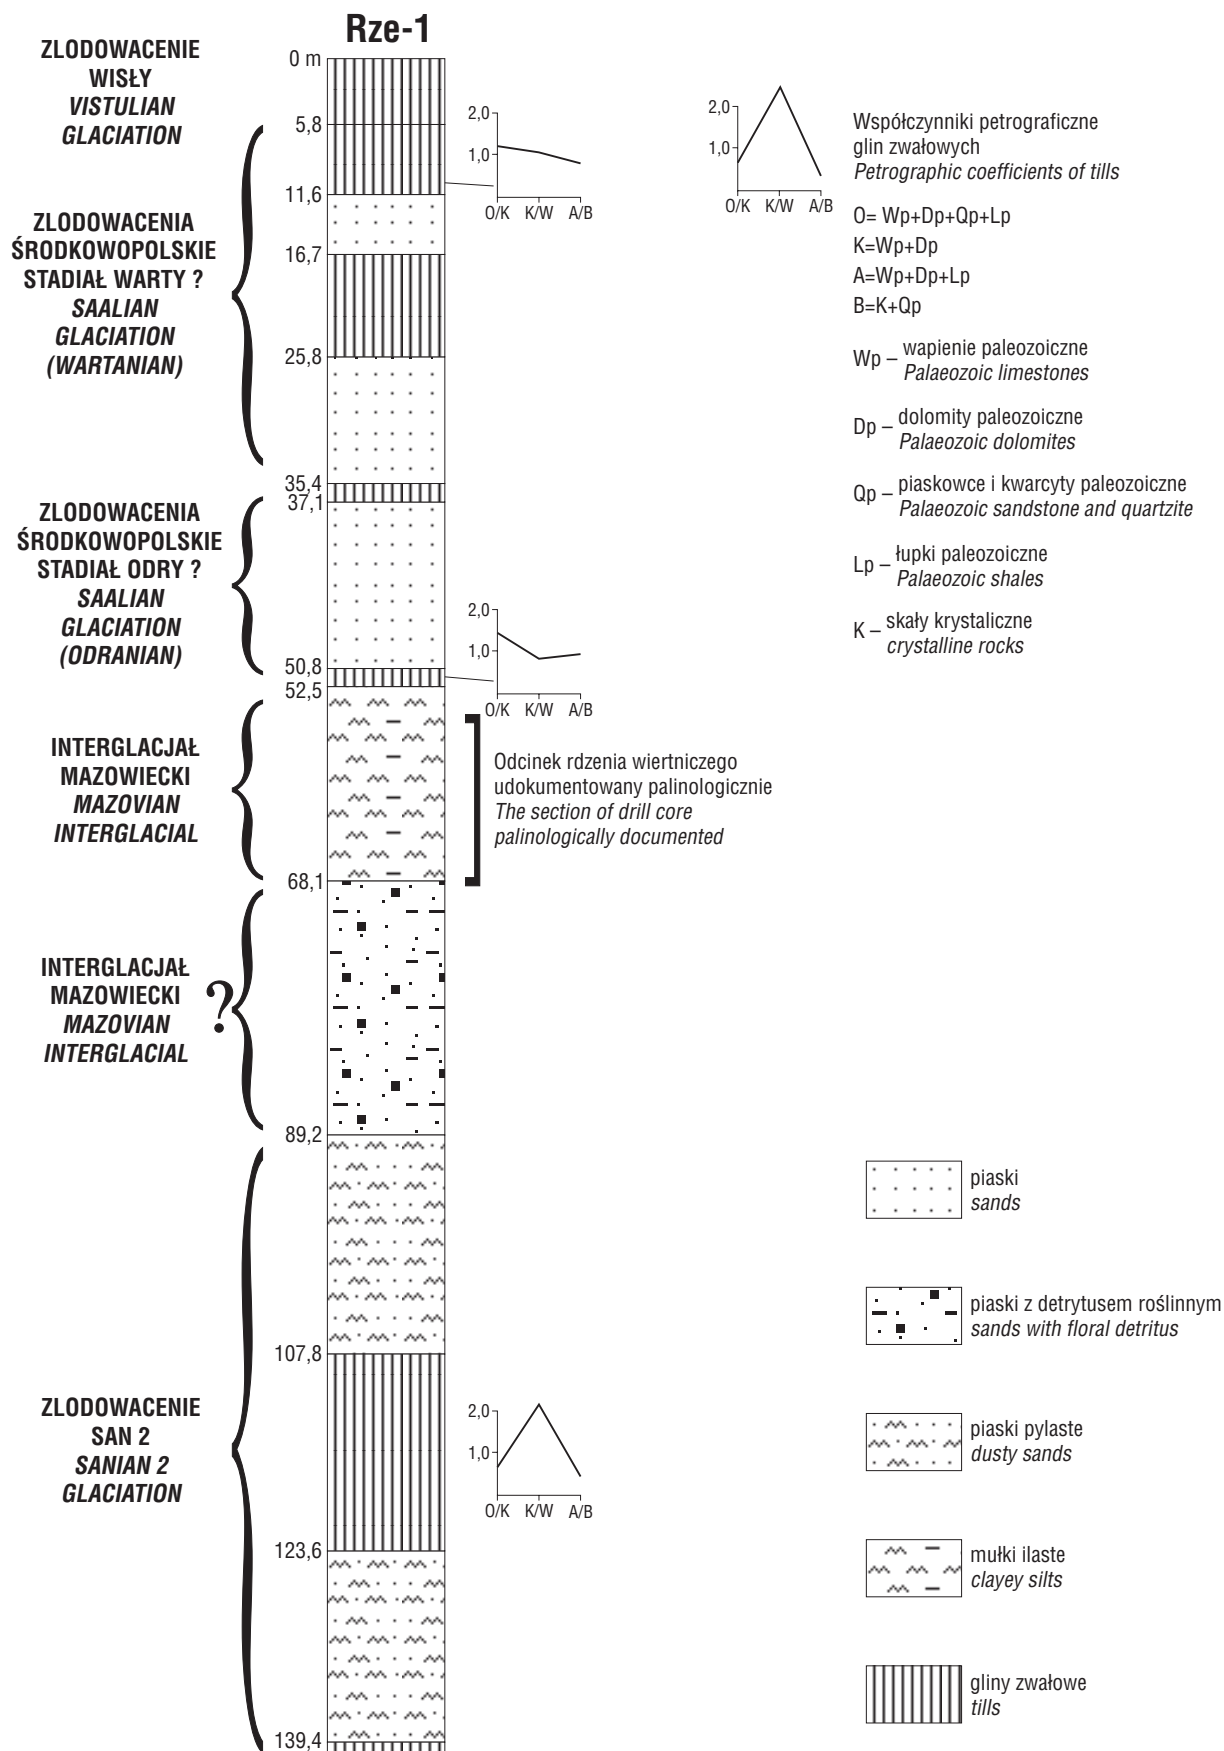 Rze-1
ZLODOWACENIE
WISŁY
VISTULIAN
GLACIATION
ZLODOWACENIA
ŚRODKOWOPOLSKIE
STADIAŁ WARTY ?
SAALIAN
GLACIATION
(WARTANIAN)
ZLODOWACENIA
ŚRODKOWOPOLSKIE
STADIAŁ ODRY ?
SAALIAN
GLACIATION
(ODRANIAN)
INTERGLACJAŁ
MAZOWIECKI
MAZOVIAN
INTERGLACIAL
INTERGLACJAŁ
MAZOWIECKI
MAZOVIAN
INTERGLACIAL
?
ZLODOWACENIE
SAN 2
SANIAN 2
GLACIATION
0 m
5,8
11,6
16,7
25,8
35,4
37,1
50,8
52,5
68,1
89,2
107,8
123,6
139,4
2,0
1,0
O/K K/W A/B
2,0
1,0
O/K K/W A/B
Odcinek rdzenia wiertniczego
udokumentowany palinologicznie
The section of drill core
palinologically documented
2,0
1,0
O/K K/W A/B
2,0
1,0
O/K K/W A/B
Współczynniki petrograficzne
glin zwałowych
Petrographic coefficients of tills
O= Wp+Dp+Qp+Lp
K=Wp+Dp
A=Wp+Dp+Lp
B=K+Qp
Wp – wapienie paleozoiczne
Palaeozoic limestones
Dp – dolomity paleozoiczne
Palaeozoic dolomites
Qp – piaskowce i kwarcyty paleozoiczne
Palaeozoic sandstone and quartzite
Lp – łupki paleozoiczne
Palaeozoic shales
K – skały krystaliczne
crystalline rocks
piaski
sands
piaski z detrytusem roślinnym
sands with floral detritus
piaski pylaste
dusty sands
mułki ilaste
clayey silts
gliny zwałowe
tills